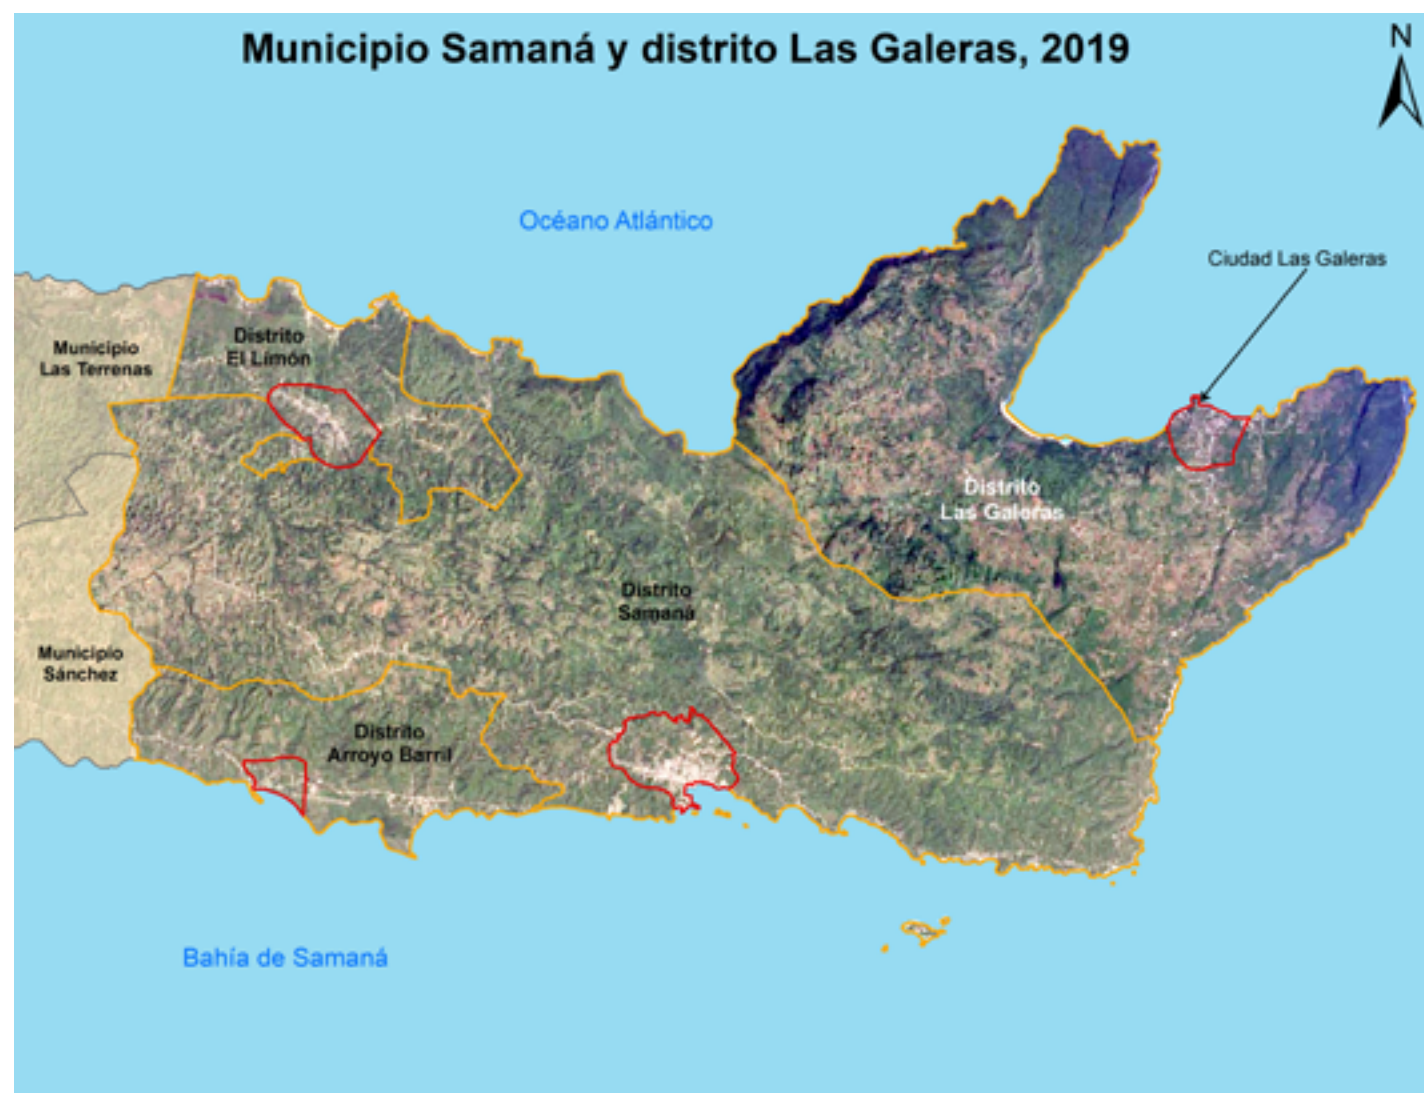 Municipio Samaná y distrito Las Galeras, 2019
N
Océano Atlántico
Ciudad Las Galeras
Distrito
El Limón
Municipio
Las Terrenas
Distrito
Las Galeras
Distrito
Samaná
Municipio
Sánchez
Distrito
Arroyo Barril
Bahía de Samaná